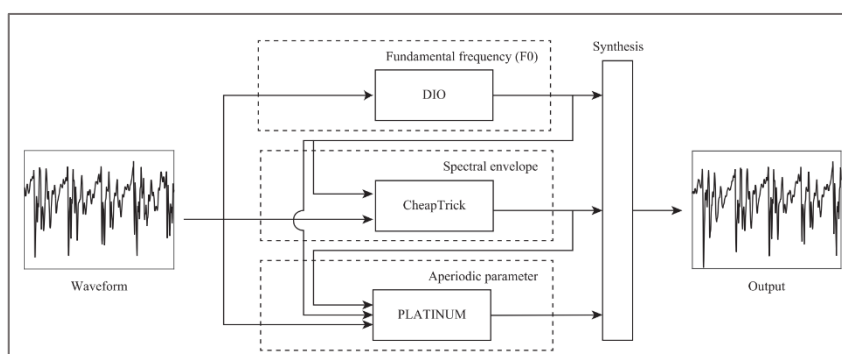 Synthesis
Fundamental frequency (F0)
DIO
Spectral envelope
CheapTrick
Waveform
Aperiodic parameter
PLATINUM
Output